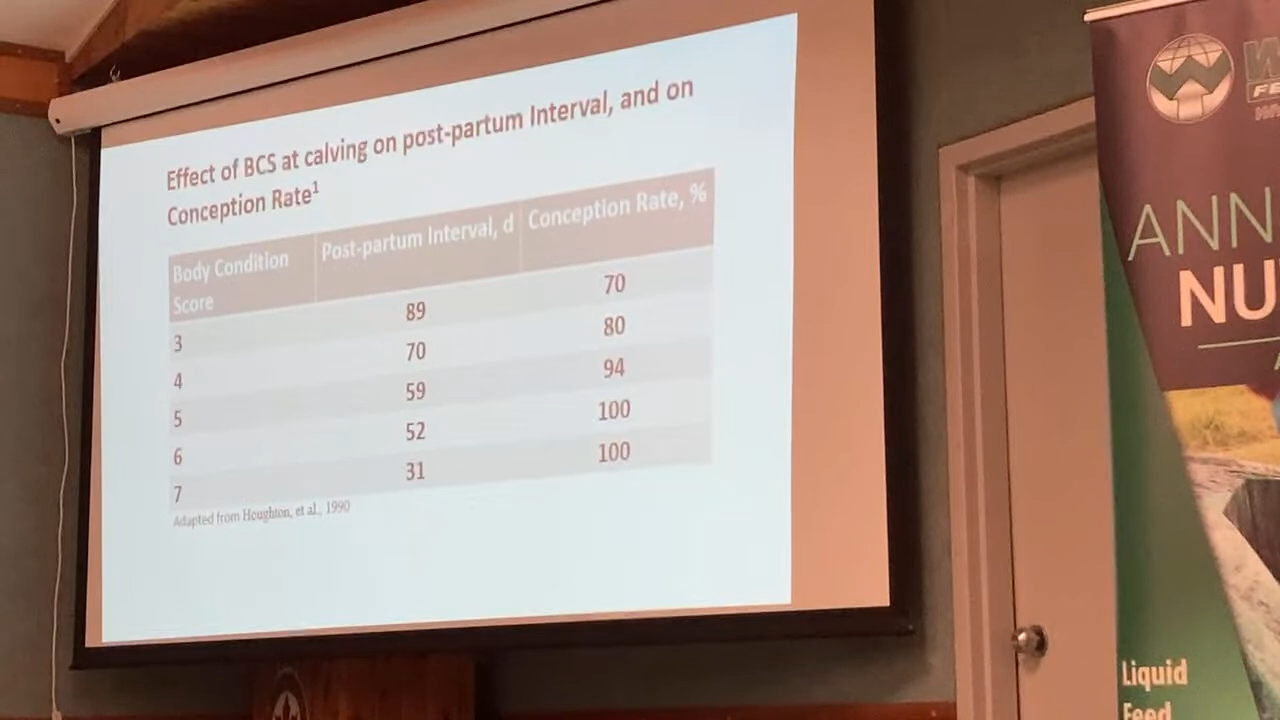 Effect of BCS at calving on post-partum Interval, and on
Conception Rate¹
Body Condition Score Post-partum Interval, d Conception Rate, %
3 89 70
4 70 80
5 59 94
6 52 100
7 31 100
Adapted from Houghton, et al., 1990
W
ANN
NU
Liquid
Feed